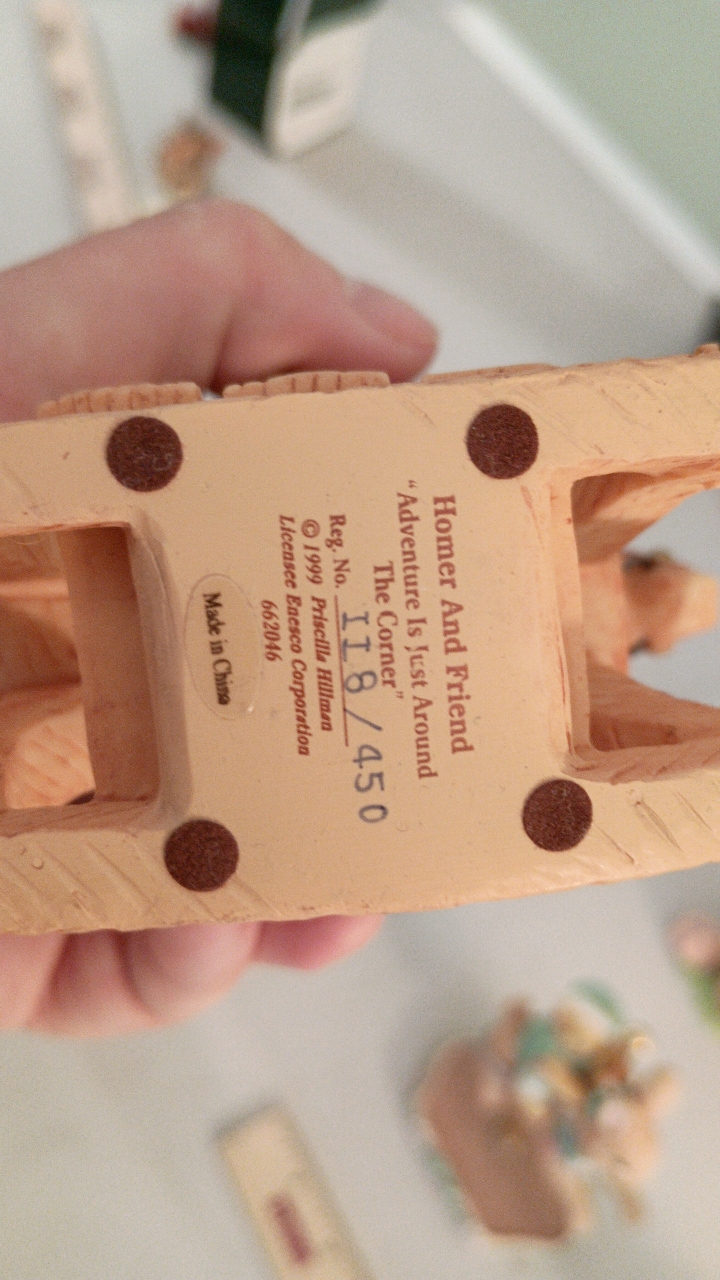 Homer And Friend
“Adventure Is Just Around
The Corner”
Reg. No. 118/450
© 1999 Priscilla Hillman
Licensee Enesco Corporation
662046
Made in China